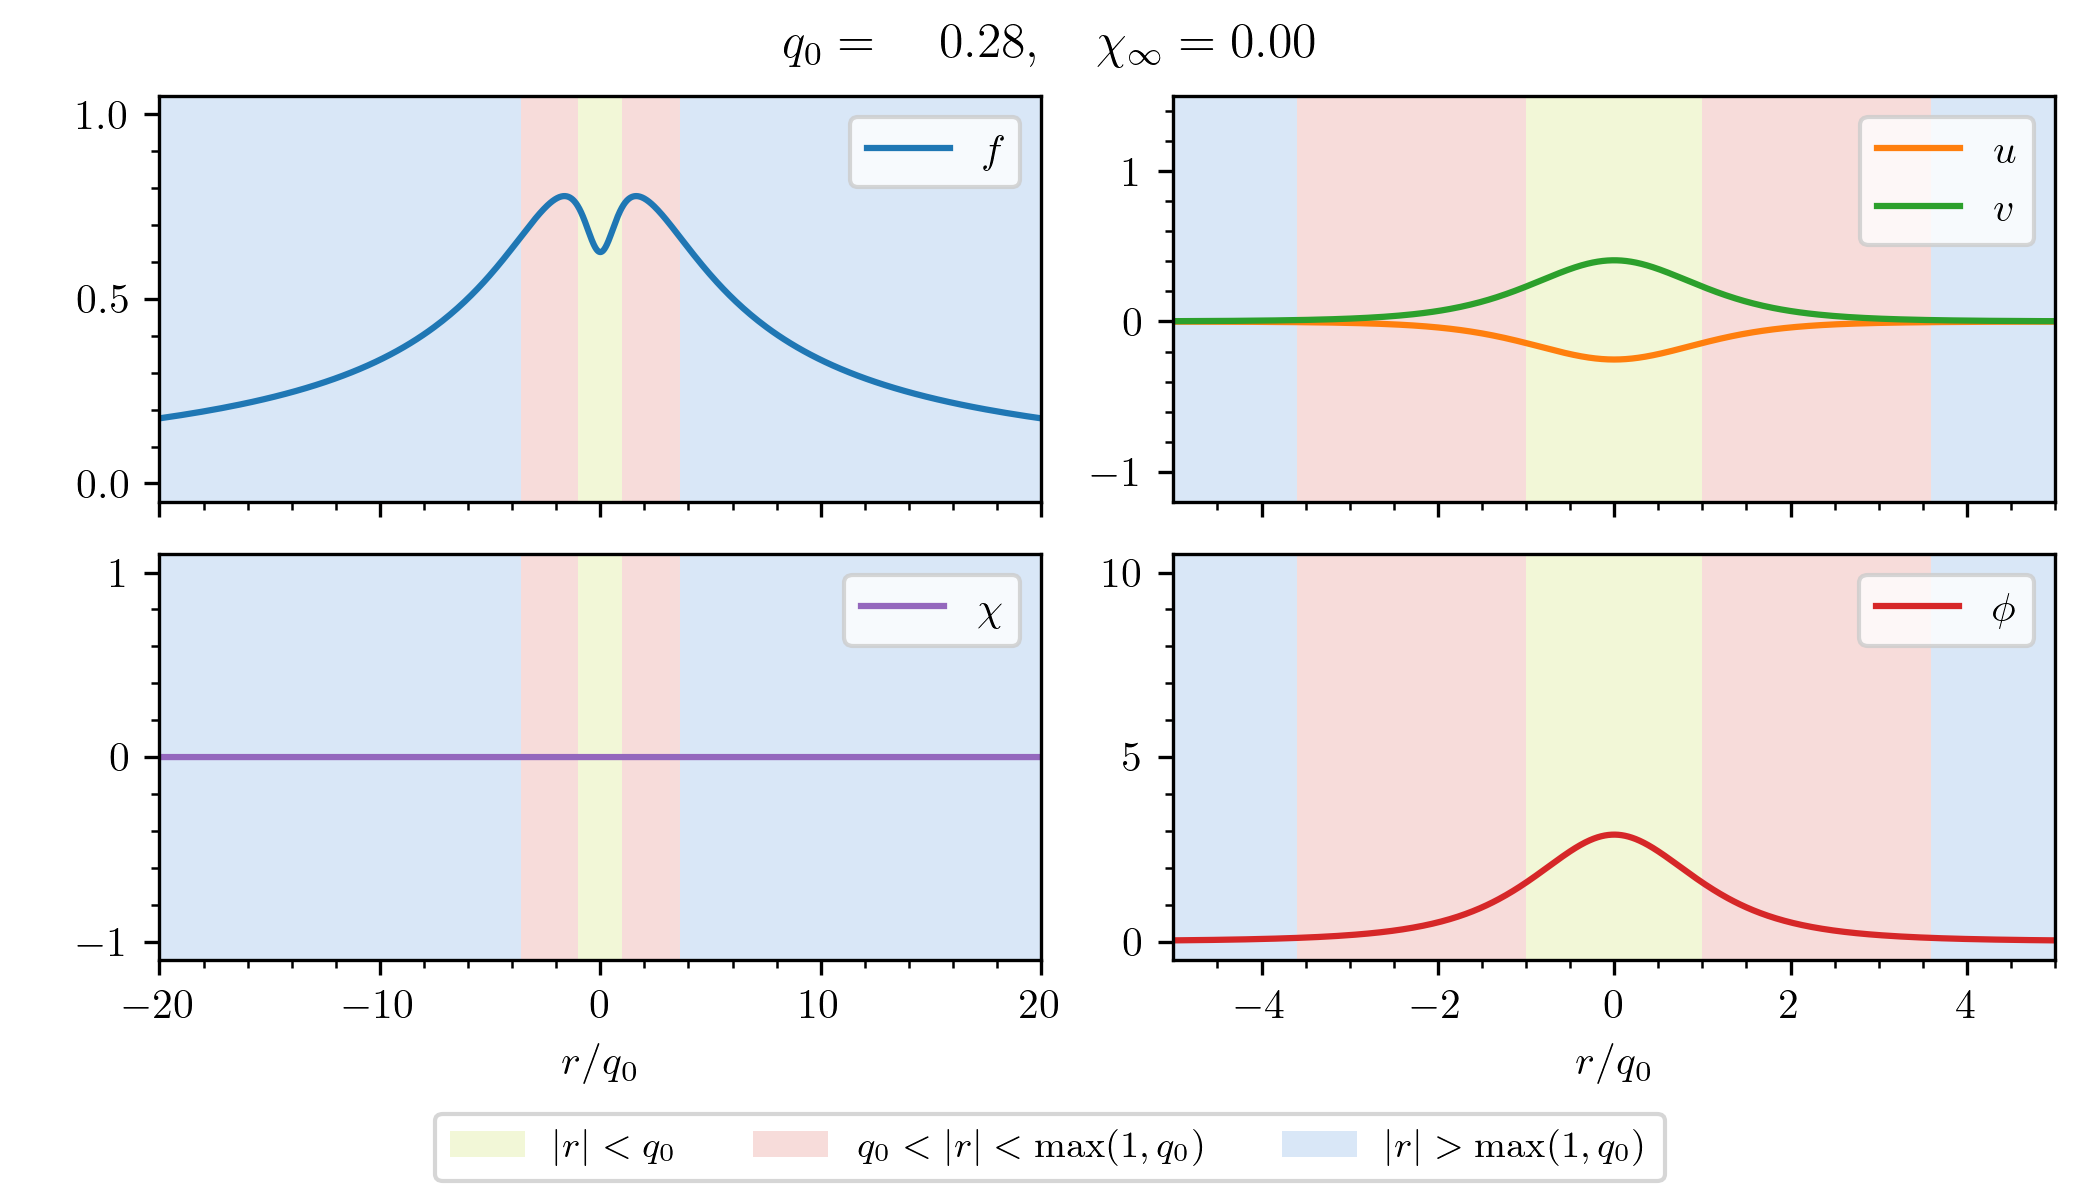 q₀ = 0.28, χ∞ = 0.00
1.0
0.5
0.0
f
1
0
−1
u
v
1
0
−1
χ
−20 −10 0 10 20
r/q₀
10
5
0
ϕ
−4 −2 0 2 4
r/q₀
|r| < q₀ q₀ < |r| < max(1, q₀) |r| > max(1, q₀)